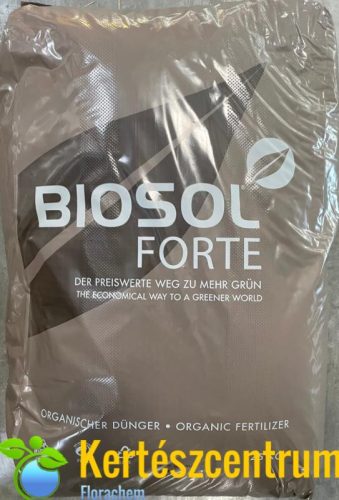 BIOSOL
FORTE
DER PREISWERTE WEG ZU MEHR GRÜN
THE ECONOMICAL WAY TO A GREENER WORLD
ORGANISCHER DÜNGER • ORGANIC FERTILIZER
Kertészcentrum
Florachem